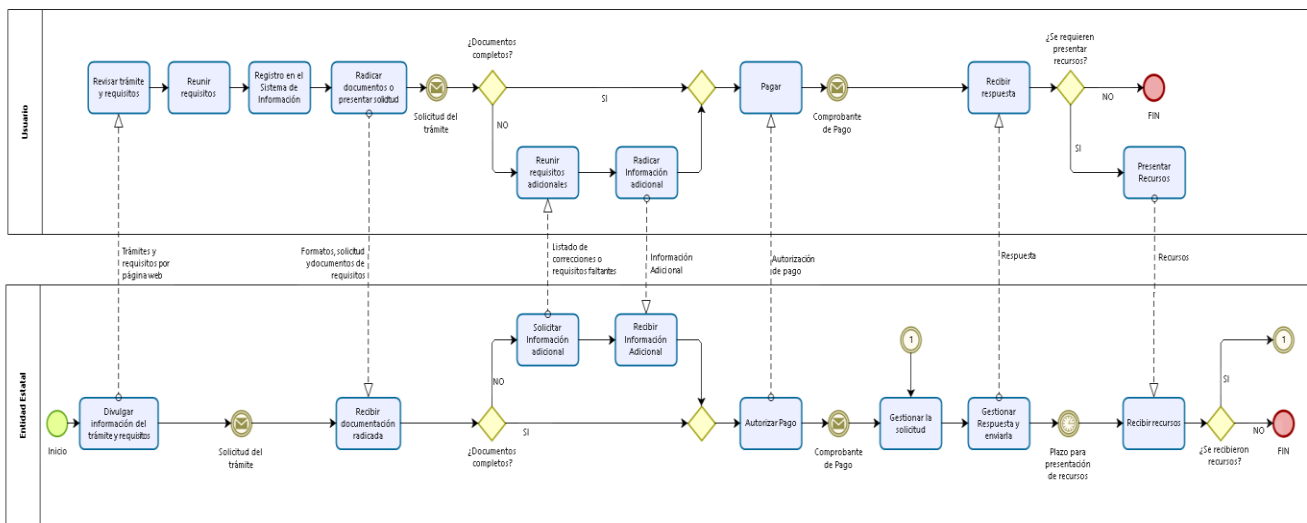 Usuario
Revisar trámite
y requisitos
Reunir
requisitos
Registro en el
Sistema de
Información
Radicar
documentos o
presentar solicitud
Solicitud del
trámite
¿Documentos
completos?
SI
NO
Reunir
requisitos
adicionales
Radicar
Información
adicional
Pagar
Comprobante
de Pago
Recibir
respuesta
¿Se requieren
presentar
recursos?
NO
FIN
SI
Presentar
Recursos
Trámites y
requisitos por
página web
Formatos, solicitud
y documentos de
requisitos
Listado de
correcciones o
requisitos faltantes
Información
Adicional
Autorización
de pago
Respuesta
Recursos
Entidad Estatal
Inicio
Divulgar
información del
trámite y requisitos
Solicitud del
trámite
Recibir
documentación
radicada
¿Documentos
completos?
NO
SI
Solicitar
Información
adicional
Recibir
Información
Adicional
Autorizar Pago
Comprobante
de Pago
1
Gestionar la
solicitud
Gestionar
Respuesta y
enviarla
Plazo para
presentación
de recursos
Recibir recursos
¿Se recibieron
recursos?
SI
1
NO
FIN